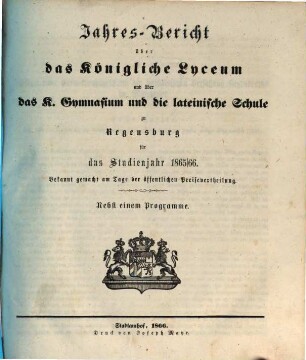 Jahres-Bericht
über
das Königliche Lyceum
und über
das K. Gymnasium und die lateinische Schule
zu
Regensburg
für
das Studienjahr 1865/66.
Bekannt gemacht am Tage der öffentlichen Preisevertheilung.
Nebst einem Programme.
Stadtamhof, 1866.
Druck von Joseph Mayr.